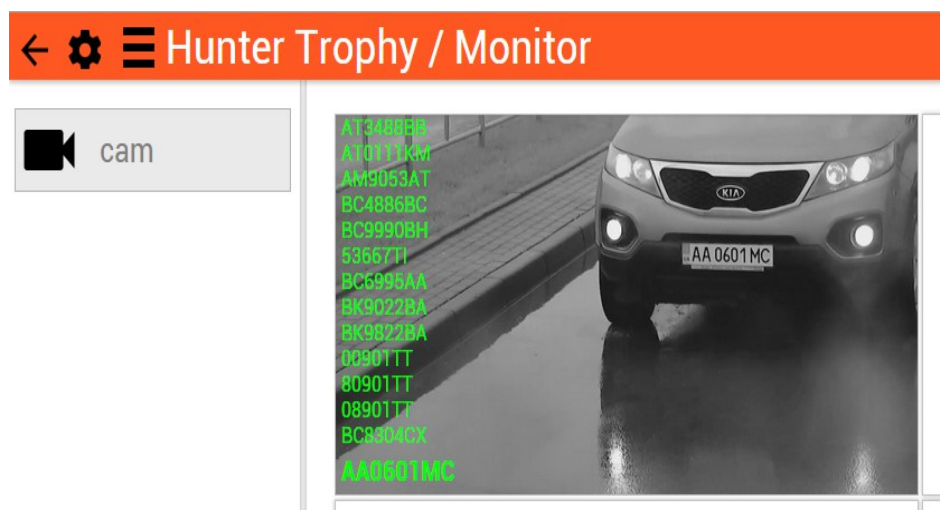 Hunter Trophy / Monitor
cam
AT3488BB
AT0111KM
AM9053AT
BC4886BC
BC9990BH
53667TI
BC6995AA
BK9022BA
BK9822BA
00901TT
80901TT
08901TT
BC8304CX
AA0601MC
KIA
AA 0601 MC